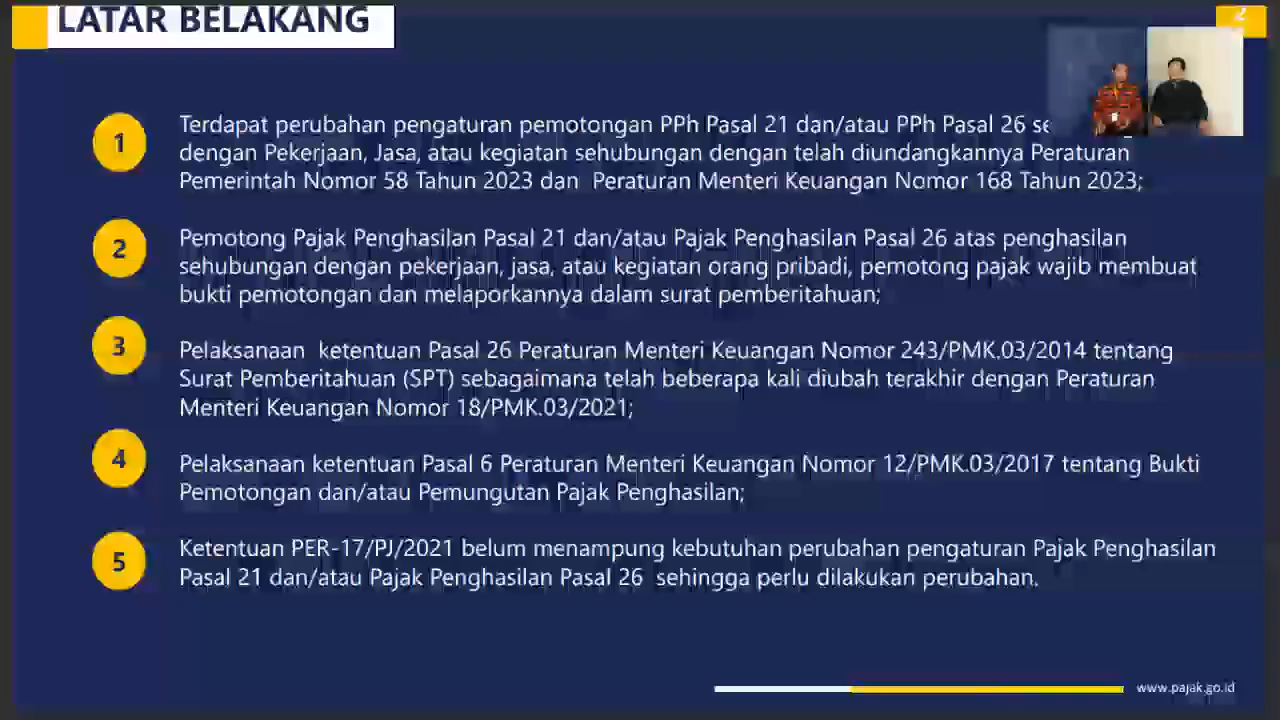 LATAR BELAKANG
2
1
Terdapat perubahan pengaturan pemotongan PPh Pasal 21 dan/atau PPh Pasal 26
dengan Pekerjaan, Jasa, atau kegiatan sehubungan dengan telah diundangkannya Peraturan
Pemerintah Nomor 58 Tahun 2023 dan Peraturan Menteri Keuangan Nomor 168 Tahun 2023;
2
Pemotong Pajak Penghasilan Pasal 21 dan/atau Pajak Penghasilan Pasal 26 atas penghasilan
sehubungan dengan pekerjaan, jasa, atau kegiatan orang pribadi, pemotong pajak wajib membuat
bukti pemotongan dan melaporkannya dalam surat pemberitahuan;
3
Pelaksanaan ketentuan Pasal 26 Peraturan Menteri Keuangan Nomor 243/PMK.03/2014 tentang
Surat Pemberitahuan (SPT) sebagaimana telah beberapa kali diubah terakhir dengan Peraturan
Menteri Keuangan Nomor 18/PMK.03/2021;
4
Pelaksanaan ketentuan Pasal 6 Peraturan Menteri Keuangan Nomor 12/PMK.03/2017 tentang Bukti
Pemotongan dan/atau Pemungutan Pajak Penghasilan;
5
Ketentuan PER-17/PJ/2021 belum menampung kebutuhan perubahan pengaturan Pajak Penghasilan
Pasal 21 dan/atau Pajak Penghasilan Pasal 26 sehingga perlu dilakukan perubahan.
www.pajak.go.id